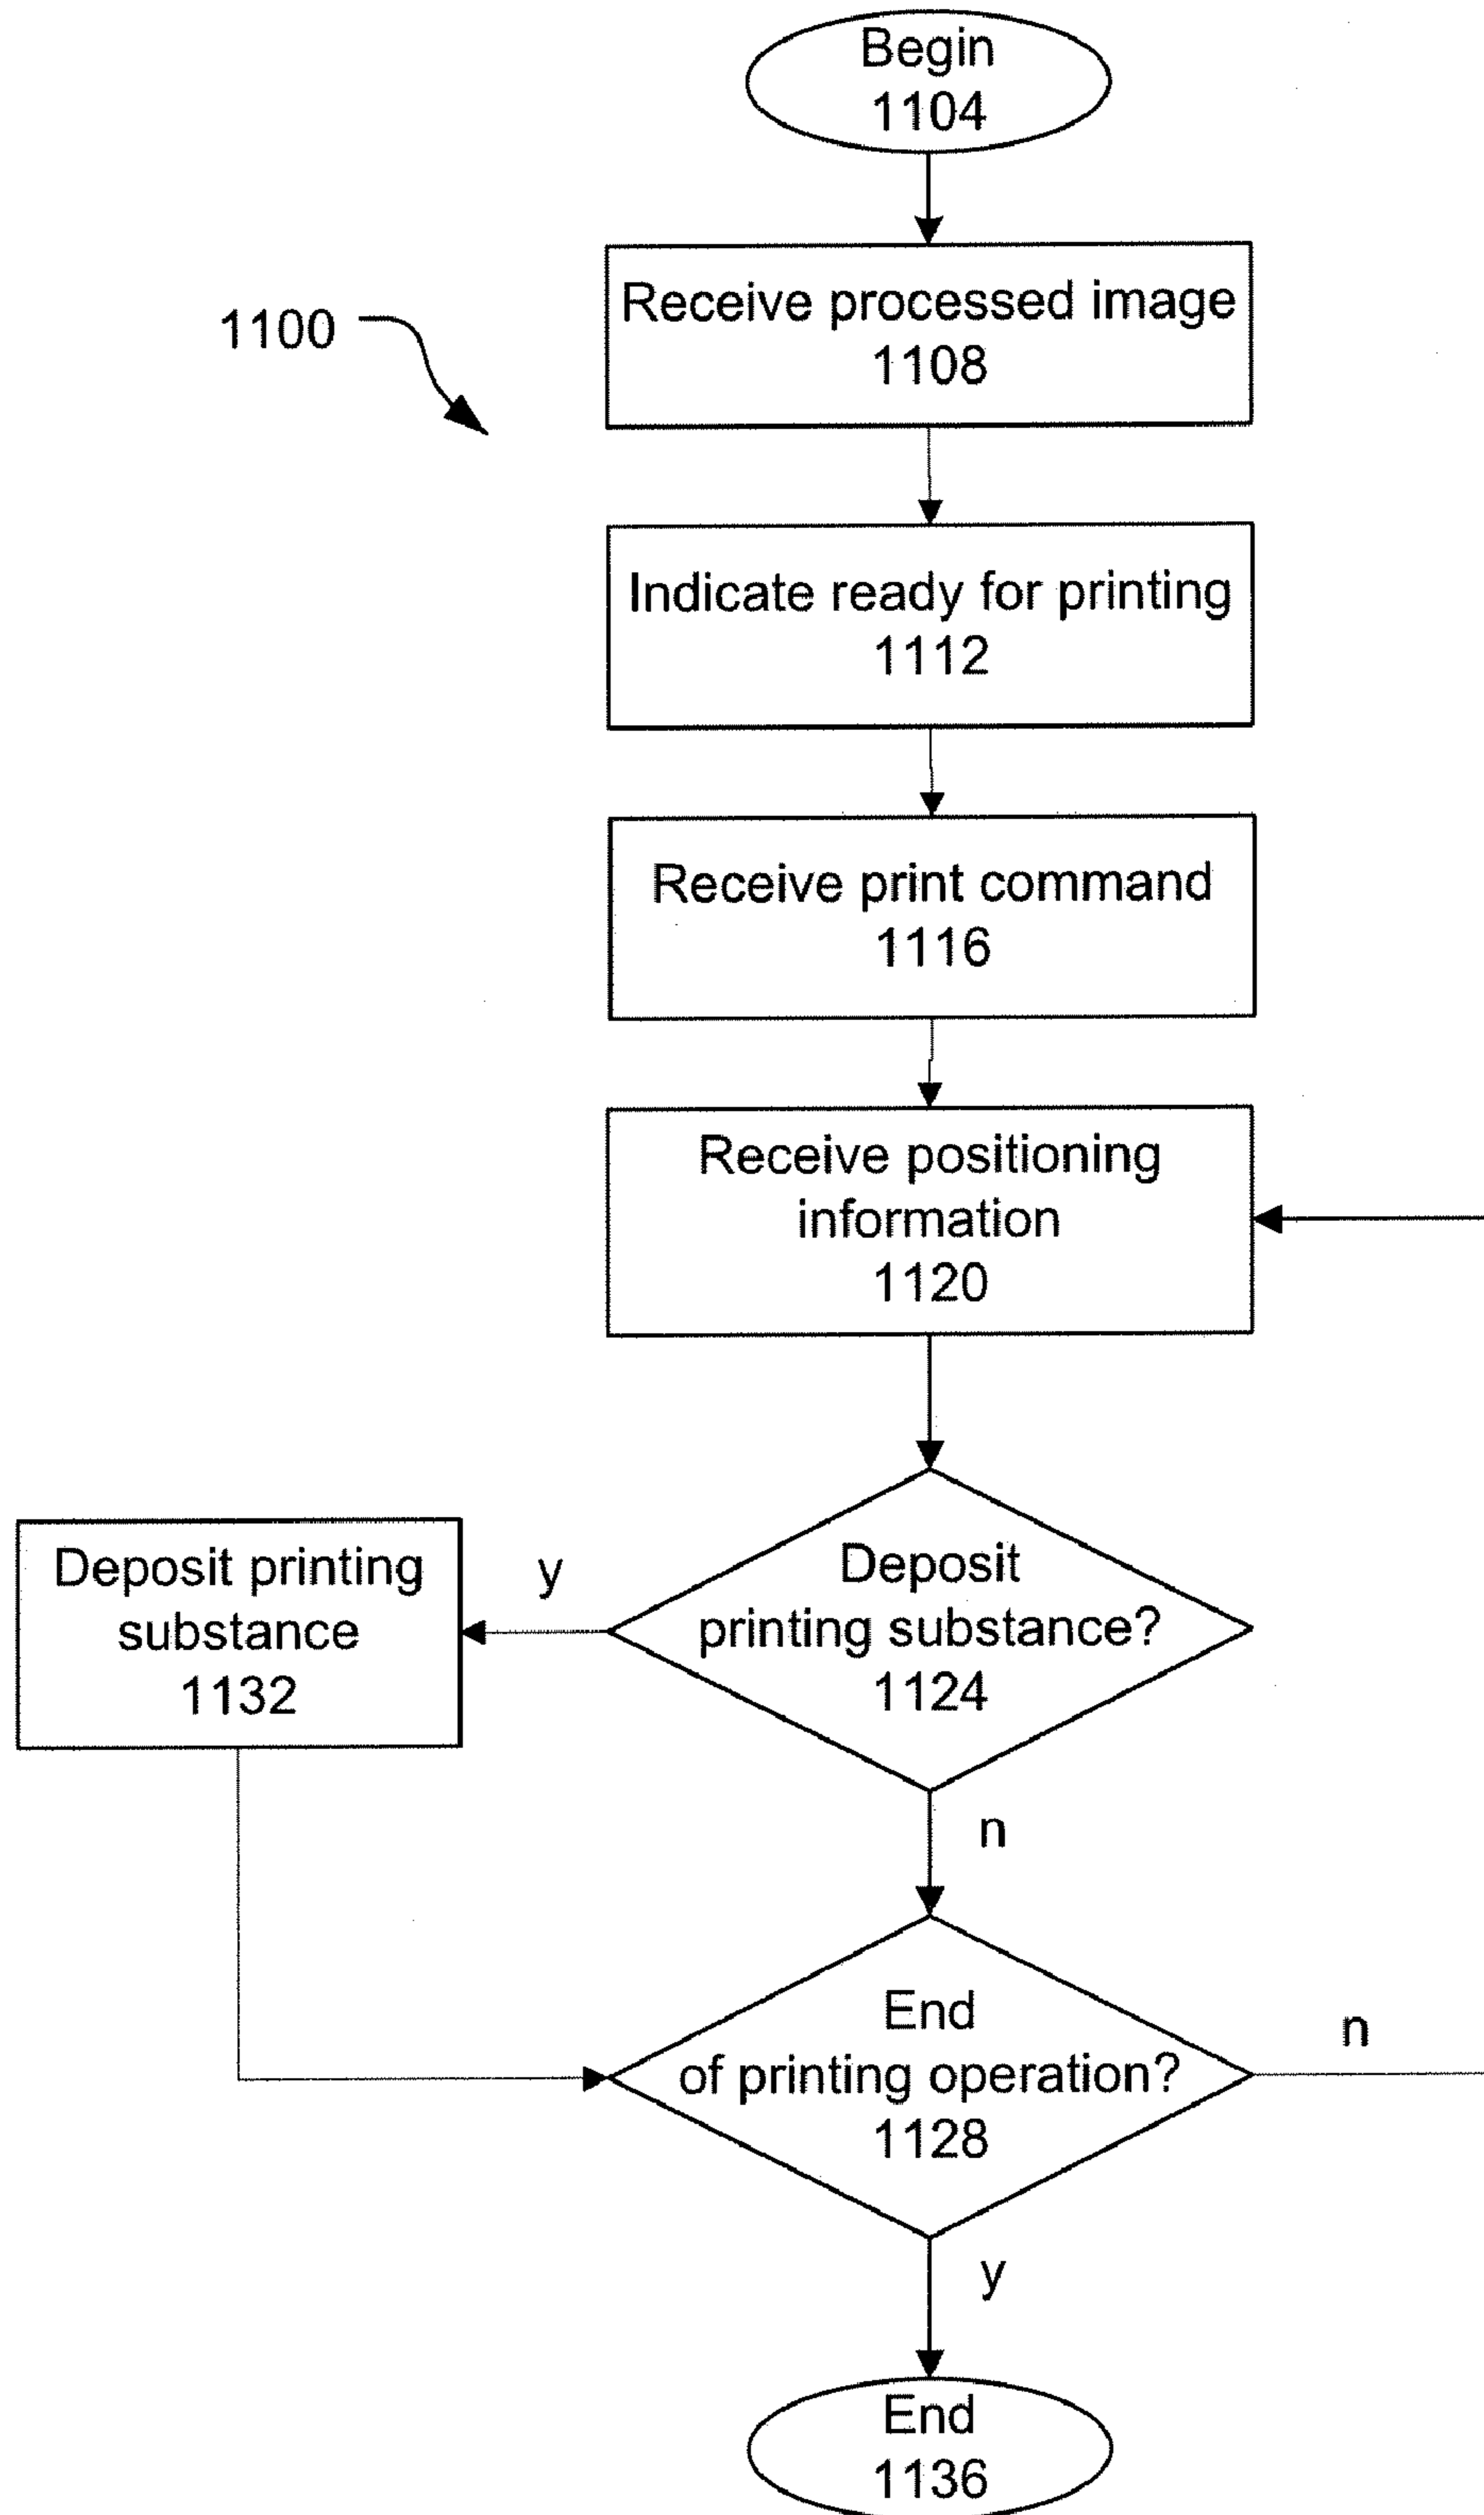 Begin
1104
1100
Receive processed image
1108
Indicate ready for printing
1112
Receive print command
1116
Receive positioning
information
1120
Deposit
printing substance?
1124
y
Deposit printing
substance
1132
n
End
of printing operation?
1128
n
y
End
1136